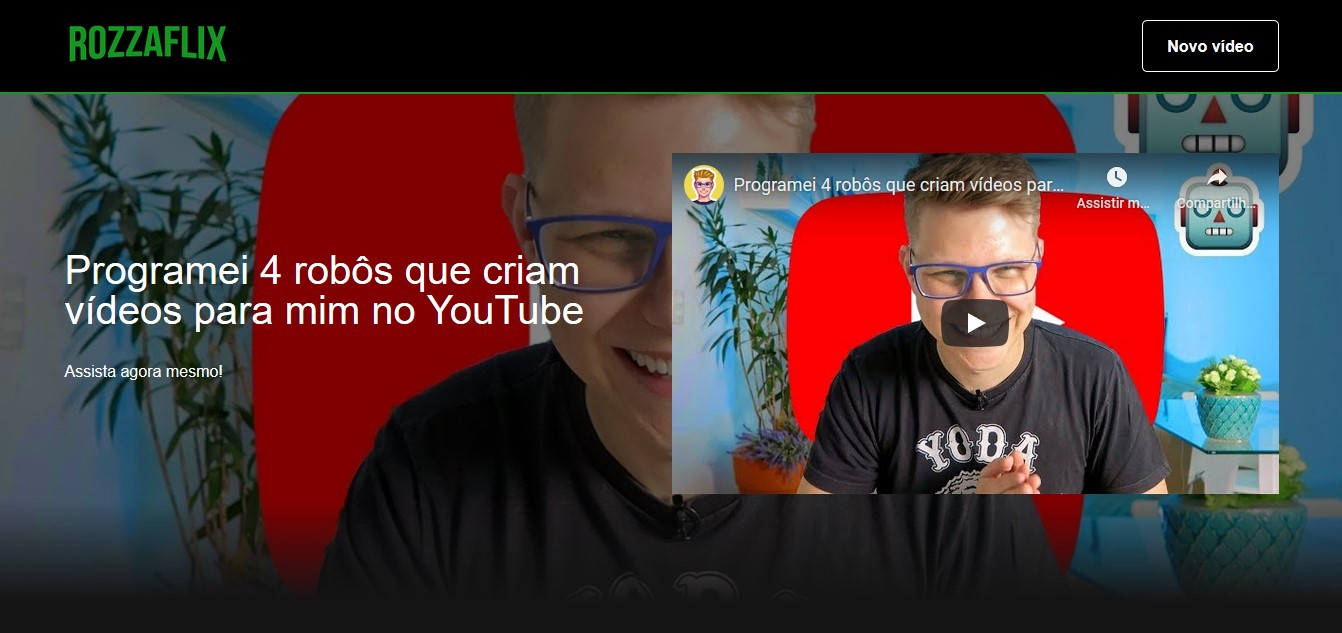 ROZZAFLIX
Novo vídeo
Programei 4 robôs que criam vídeos par...
Assistir m...
Compartilh...
Programei 4 robôs que criam
vídeos para mim no YouTube
Assista agora mesmo!
YODA